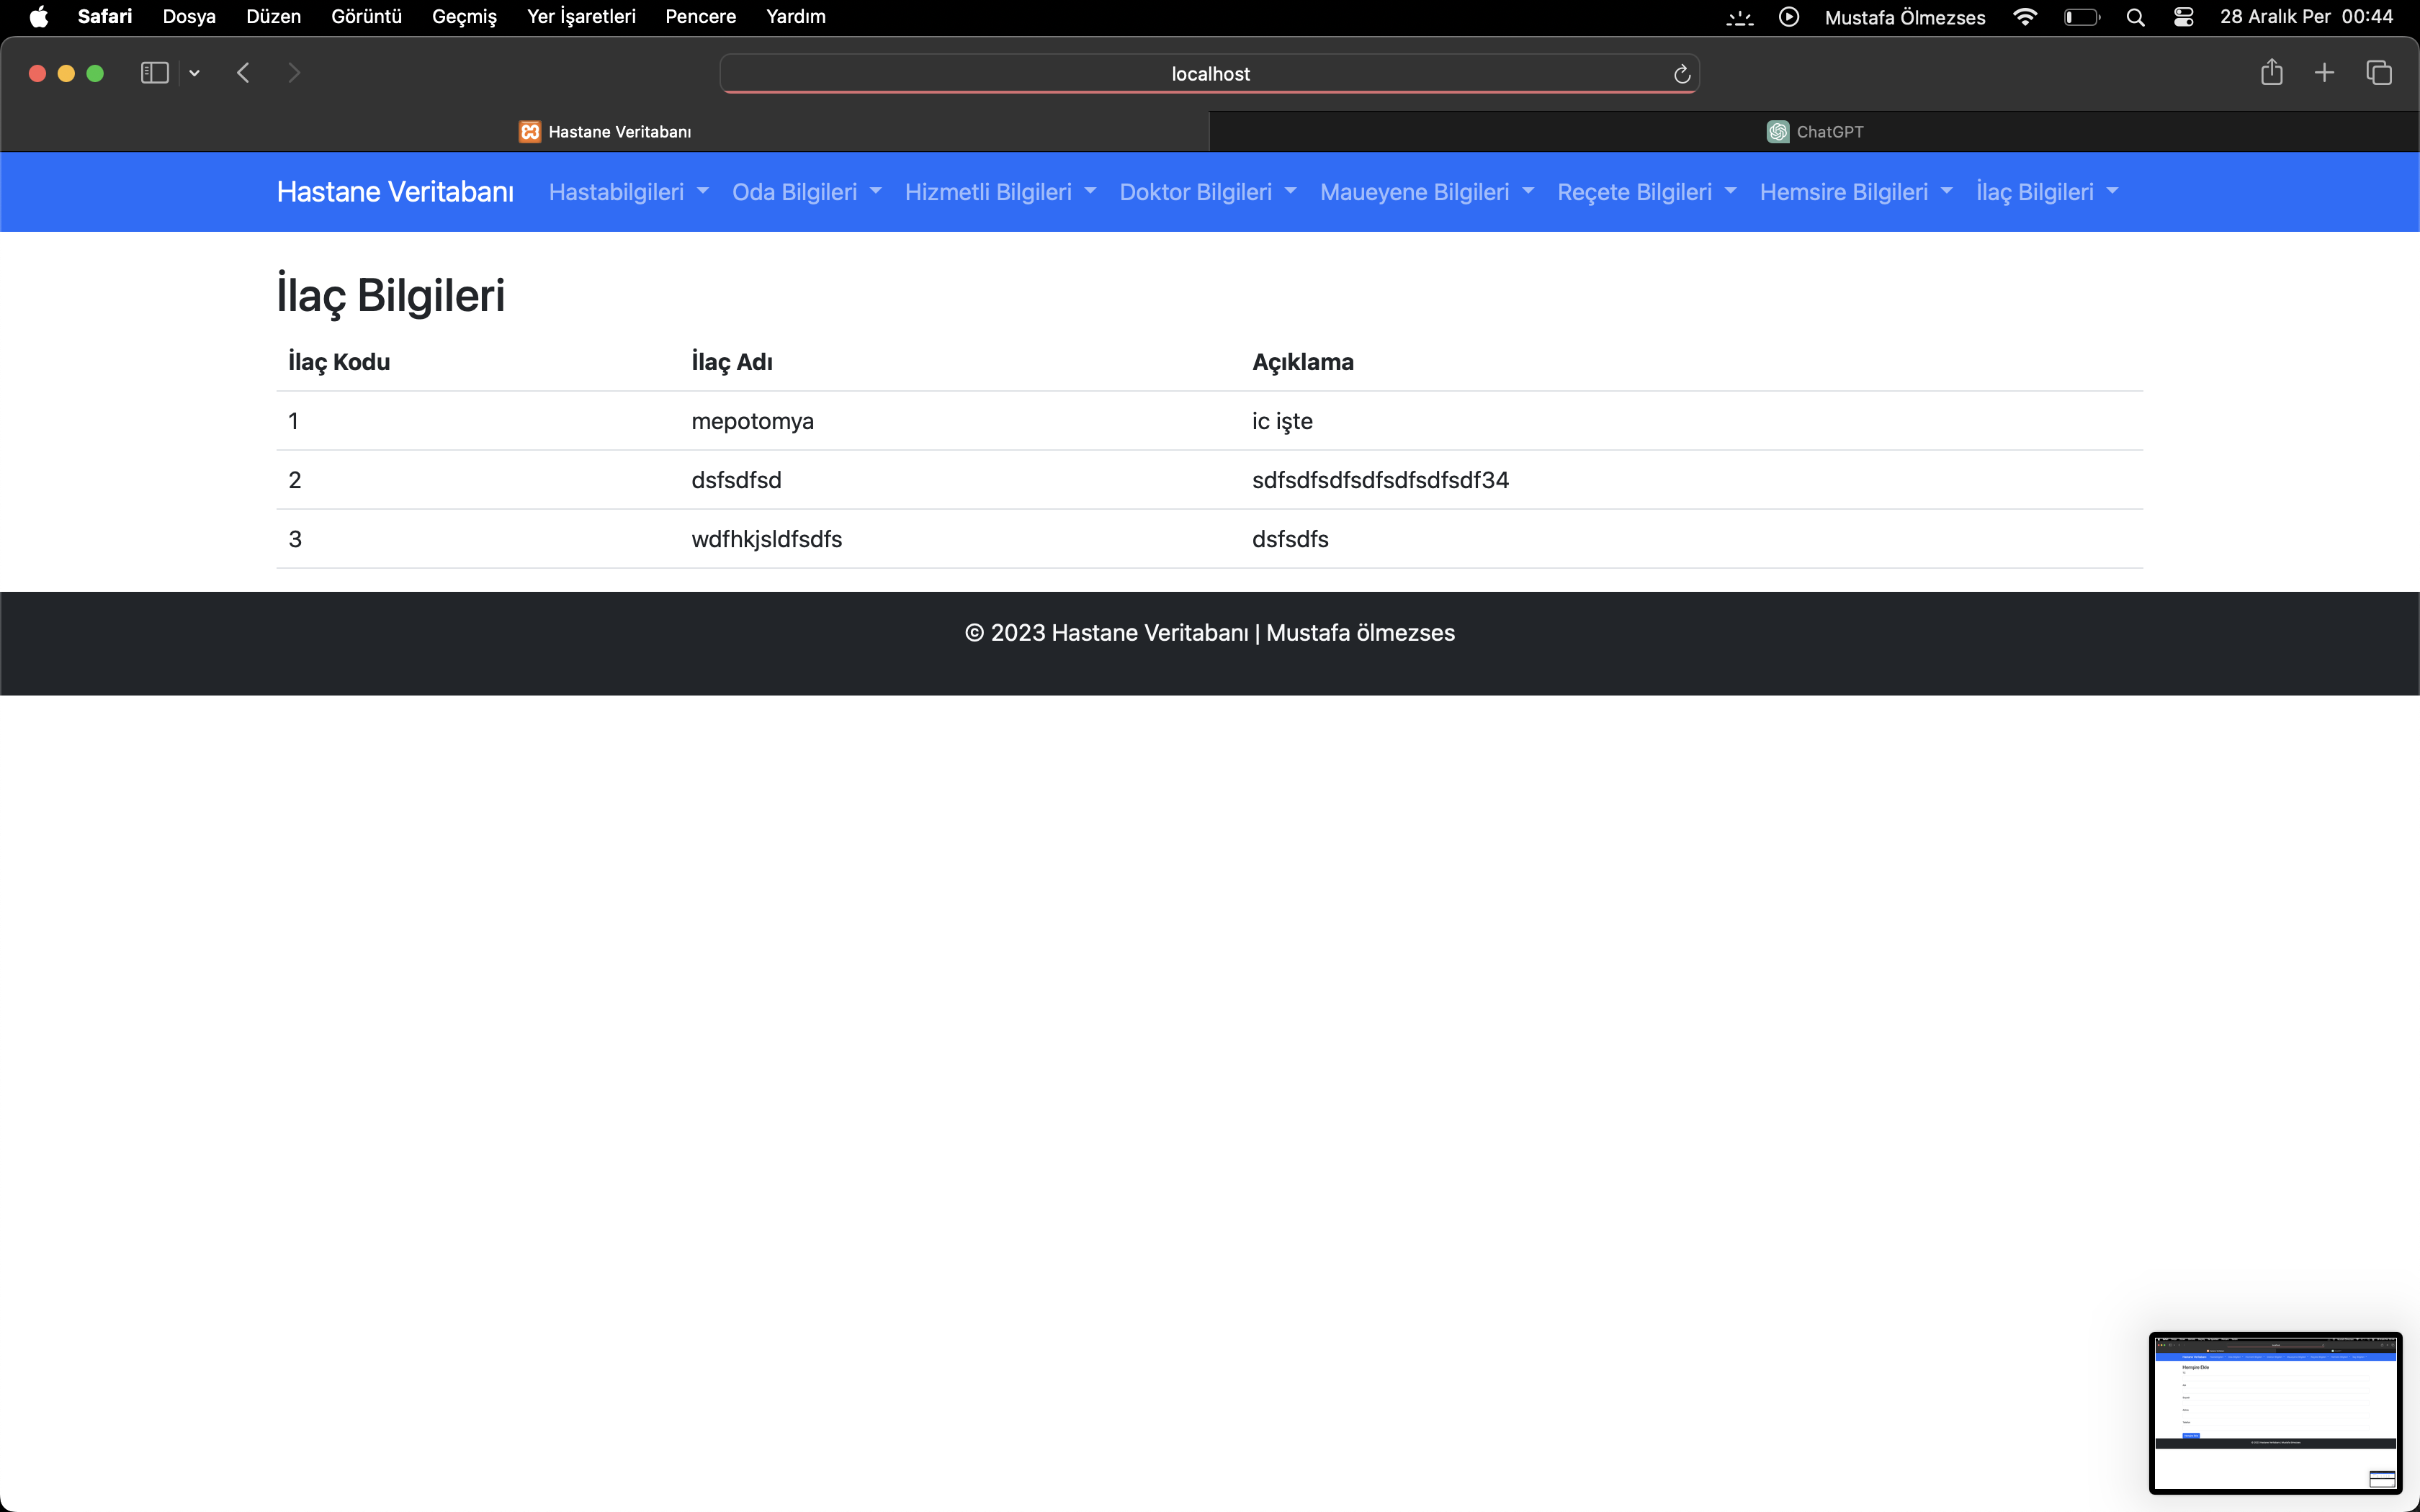 Safari Dosya Düzen Görüntü Geçmiş Yer İşaretleri Pencere Yardım Mustafa Ölmezses 28 Aralık Per 00:44
localhost
Hastane Veritabanı ChatGPT
Hastane Veritabanı Hastabilgileri Oda Bilgileri Hizmetli Bilgileri Doktor Bilgileri Maueyene Bilgileri Reçete Bilgileri Hemsire Bilgileri İlaç Bilgileri
İlaç Bilgileri
İlaç Kodu İlaç Adı Açıklama
1 mepotomya ic işte
2 dsfsdfsd sdfsdfsdfsdfsdfsdfsdf34
3 wdfhkjsldfsdfs dsfsdfs
© 2023 Hastane Veritabanı | Mustafa ölmezses
Hemşire Ekle